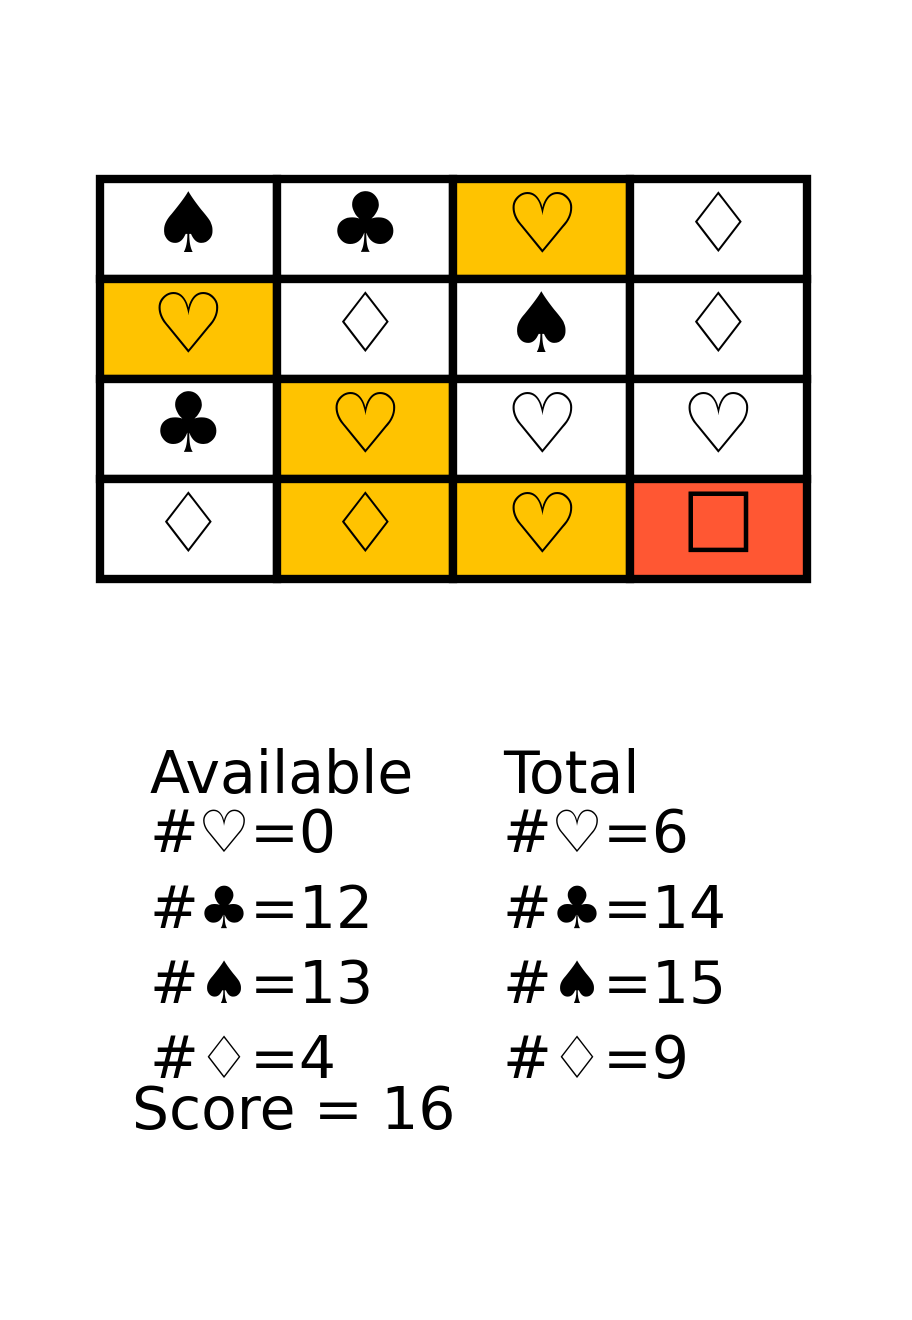 ♠ ♣ ♡ ♢
♡ ♢ ♠ ♢
♣ ♡ ♡ ♡
♢ ♢ ♡ □
Available Total
#♡=0 #♡=6
#♣=12 #♣=14
#♠=13 #♠=15
#♢=4 #♢=9
Score = 16